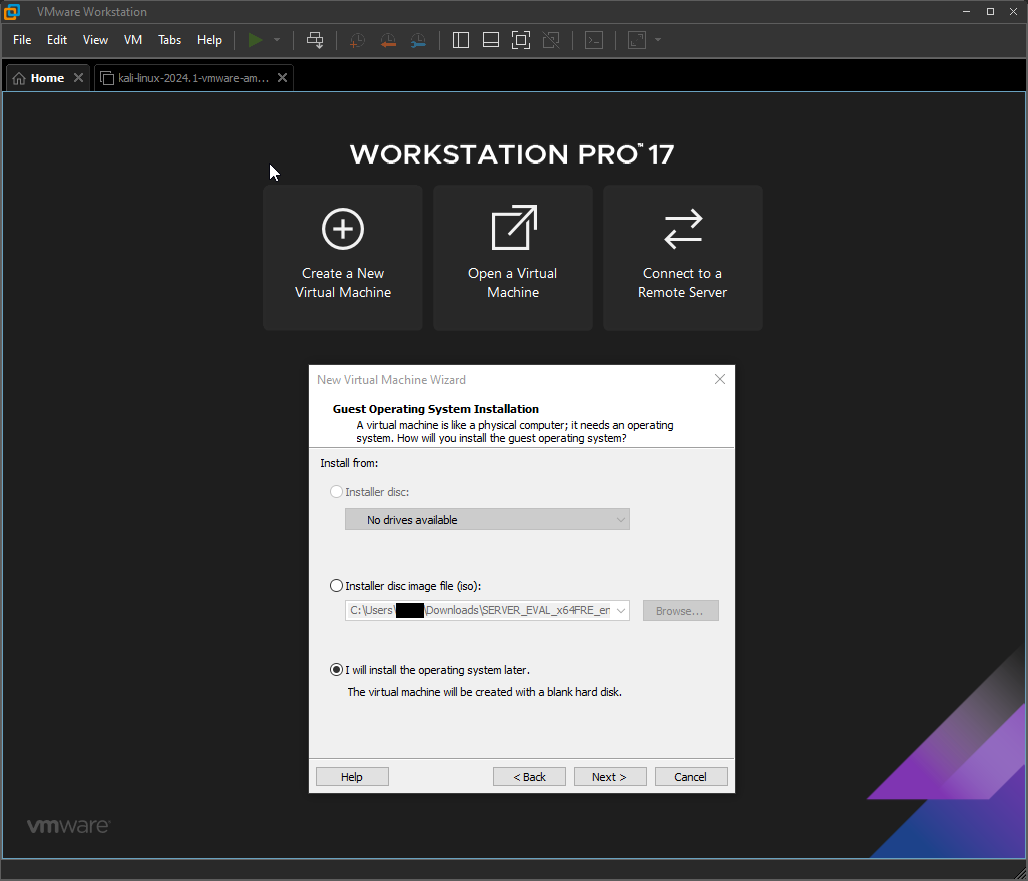 VMware Workstation
File Edit View VM Tabs Help
Home kali-linux-2024.1-vmware-am...
WORKSTATION PRO™ 17
Create a New
Virtual Machine
Open a Virtual
Machine
Connect to a
Remote Server
New Virtual Machine Wizard
Guest Operating System Installation
A virtual machine is like a physical computer; it needs an operating
system. How will you install the guest operating system?
Install from:
Installer disc:
No drives available
Installer disc image file (iso):
C:\Users\ \Downloads\SERVER_EVAL_x64FRE_en Browse...
I will install the operating system later.
The virtual machine will be created with a blank hard disk.
Help < Back Next > Cancel
vmware®